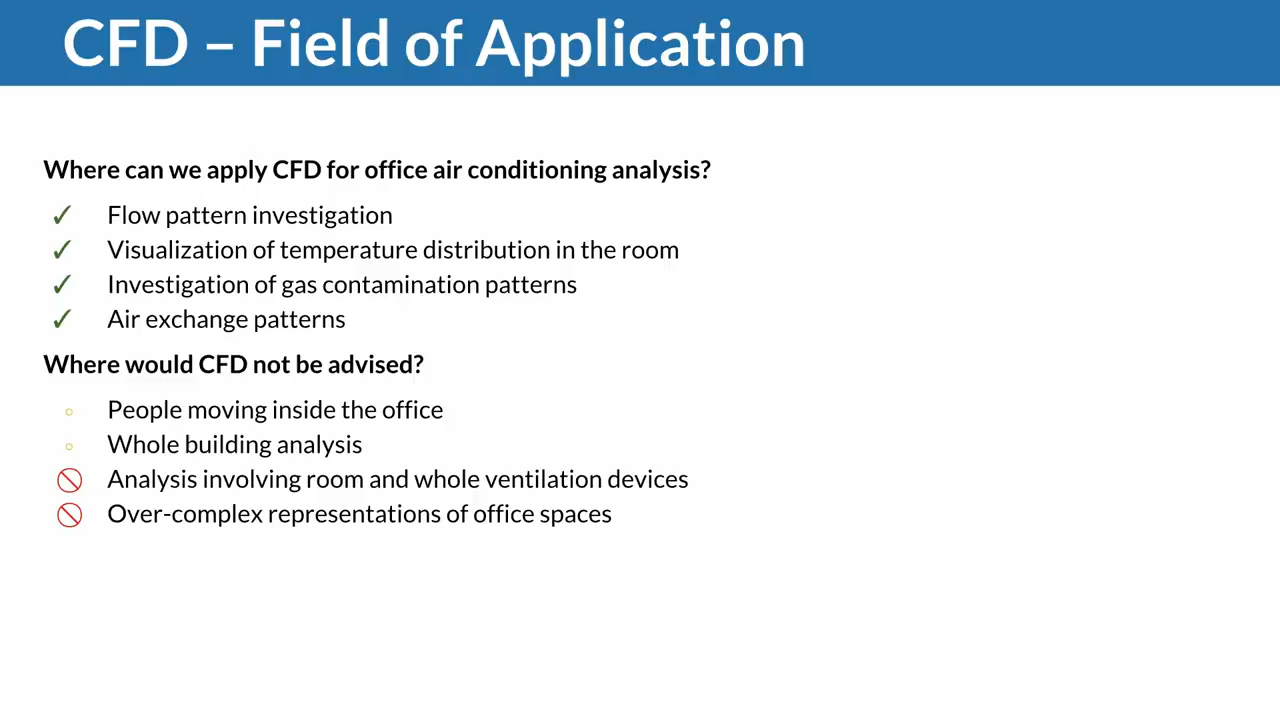 CFD – Field of Application
Where can we apply CFD for office air conditioning analysis?
✓ Flow pattern investigation
✓ Visualization of temperature distribution in the room
✓ Investigation of gas contamination patterns
✓ Air exchange patterns
Where would CFD not be advised?
○ People moving inside the office
○ Whole building analysis
🚫 Analysis involving room and whole ventilation devices
🚫 Over-complex representations of office spaces